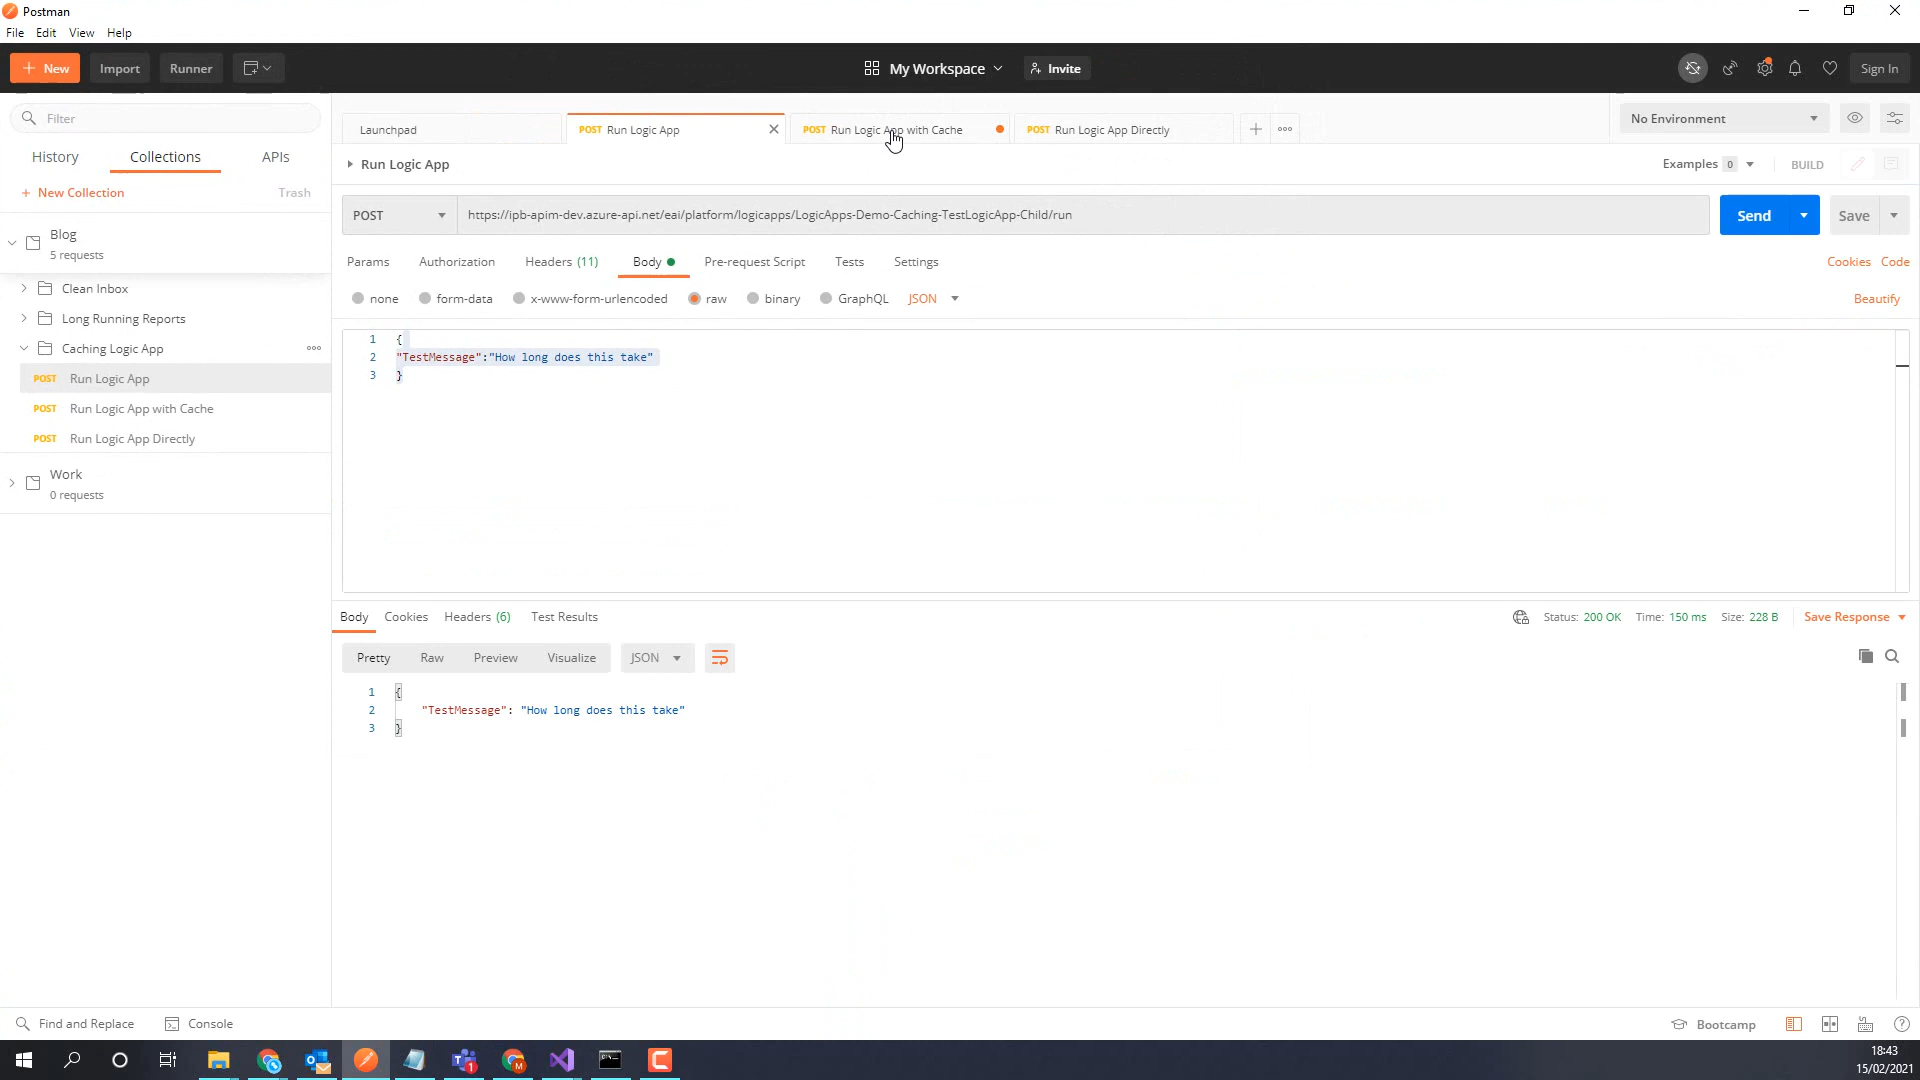 Postman
File Edit View Help
New Import Runner My Workspace Invite Sign In
Filter
History Collections APIs
+ New Collection Trash
Blog
5 requests
Clean Inbox
Long Running Reports
Caching Logic App
POST Run Logic App
POST Run Logic App with Cache
POST Run Logic App Directly
Work
0 requests
Launchpad POST Run Logic App POST Run Logic App with Cache POST Run Logic App Directly
No Environment
Run Logic App
Examples 0 BUILD
POST https://ipb-apim-dev.azure-api.net/eai/platform/logicapps/LogicApps-Demo-Caching-TestLogicApp-Child/run Send Save
Params Authorization Headers (11) Body Pre-request Script Tests Settings Cookies Code
none form-data x-www-form-urlencoded raw binary GraphQL JSON Beautify
1 {
2 "TestMessage":"How long does this take"
3 }
Body Cookies Headers (6) Test Results Status: 200 OK Time: 150 ms Size: 228 B Save Response
Pretty Raw Preview Visualize JSON
1 {
2 "TestMessage": "How long does this take"
3 }
Find and Replace Console Bootcamp
18:43
15/02/2021